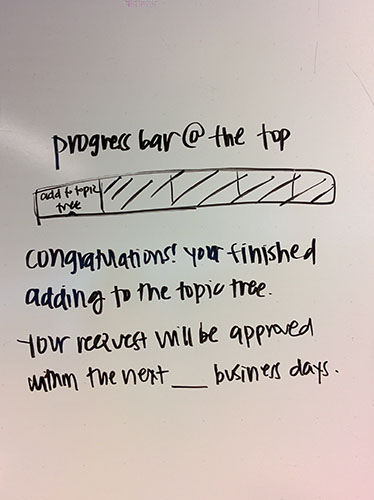 progress bar @ the top
add to topic
tree
congratulations! your finished
adding to the topic tree.
Your request will be approved
within the next ___ business days.